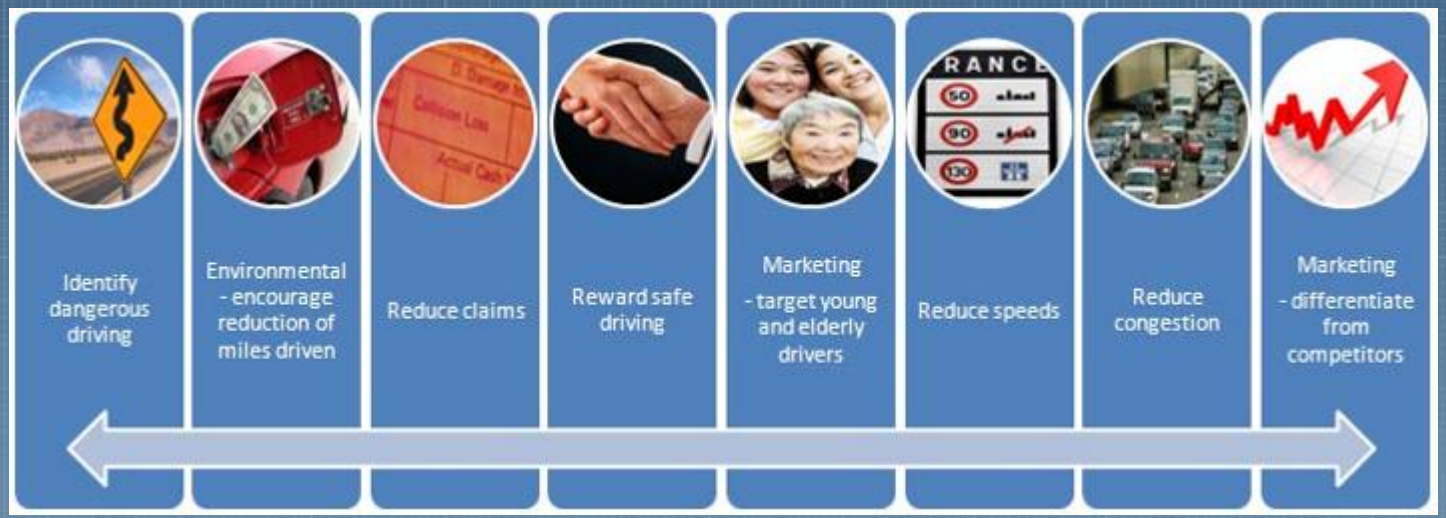 Identify
dangerous
driving
Environmental
- encourage
reduction of
miles driven
D. Damage
Collision Loss
Actual Cash
Reduce claims
Reward safe
driving
Marketing
- target young
and elderly
drivers
RANCE
50
90
130
Reduce speeds
Reduce
congestion
Marketing
- differentiate
from
competitors